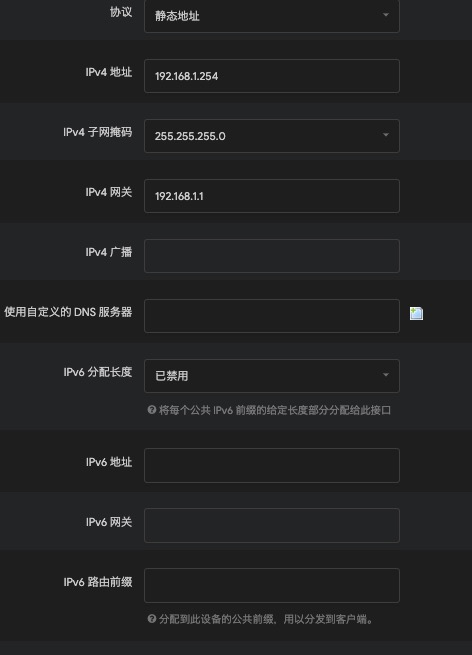 协议
静态地址
IPv4 地址
192.168.1.254
IPv4 子网掩码
255.255.255.0
IPv4 网关
192.168.1.1
IPv4 广播
使用自定义的 DNS 服务器
IPv6 分配长度
已禁用
将每个公共 IPv6 前缀的给定长度部分分配给此接口
IPv6 地址
IPv6 网关
IPv6 路由前缀
分配到此设备的公共前缀，用以分发到客户端。